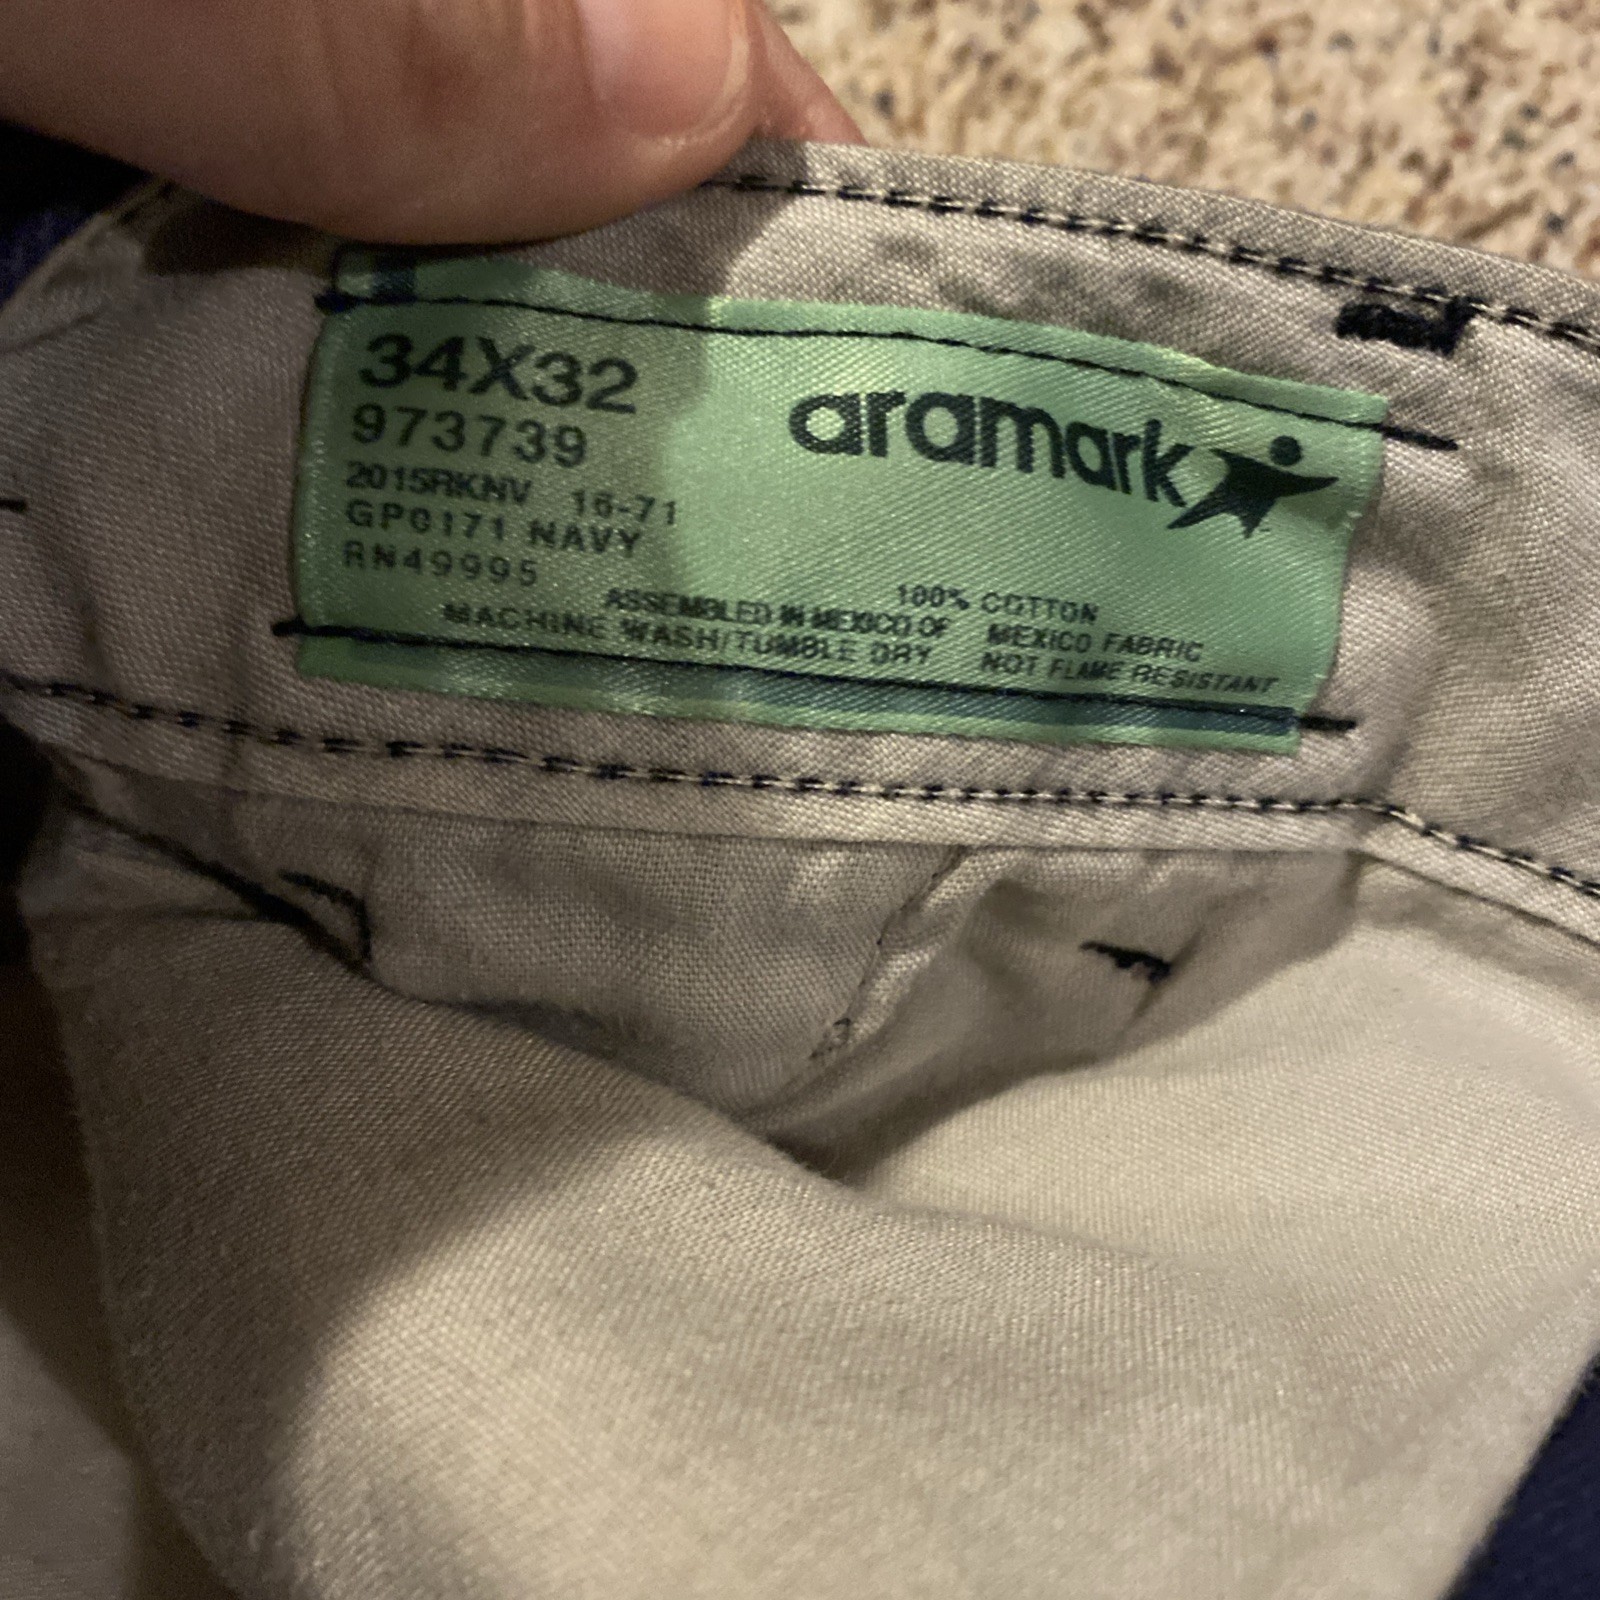 34X32
973739
2015RKNV 16-71
GP0171 NAVY
RN49995
aramark
100% COTTON
ASSEMBLED IN MEXICO OF MEXICO FABRIC
MACHINE WASH/TUMBLE DRY NOT FLAME RESISTANT